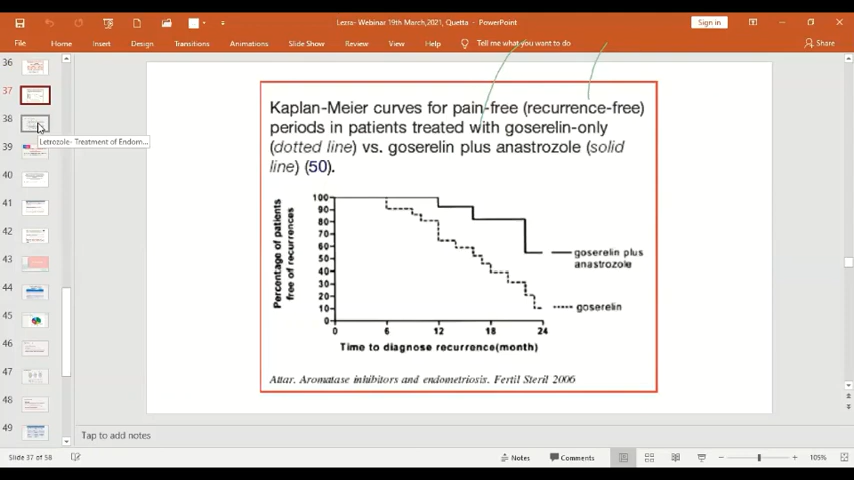 Lezra- Webinar 19th March,2021, Quetta - PowerPoint
Sign in
File Home Insert Design Transitions Animations Slide Show Review View Help Tell me what you want to do Share
36
37
38
39
40
41
42
43
44
45
46
47
48
49
Letrozole- Treatment of Endom...
Kaplan-Meier curves for pain-free (recurrence-free)
periods in patients treated with goserelin-only
(dotted line) vs. goserelin plus anastrozole (solid
line) (50).
Percentage of patients
free of recurrences
100
90
80
70
60
50
40
30
20
10
0
0 6 12 18 24
Time to diagnose recurrence(month)
goserelin plus
anastrozole
goserelin
Attar. Aromatase inhibitors and endometriosis. Fertil Steril 2006
Tap to add notes
Slide 37 of 58
Notes Comments 105%